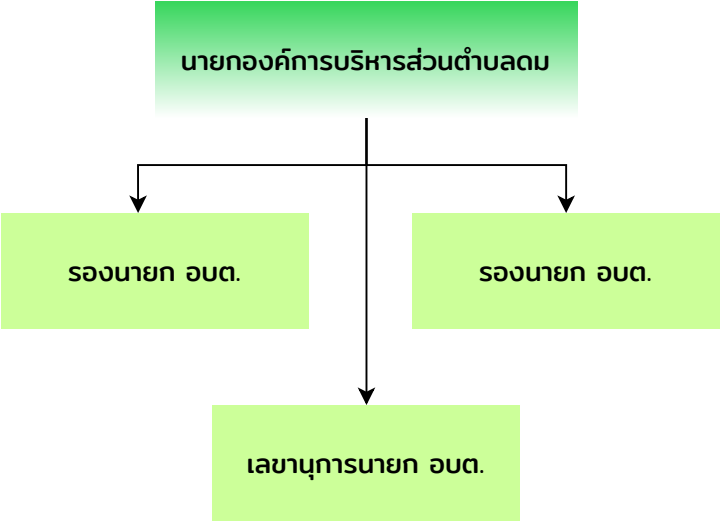 นายกองค์การบริหารส่วนตำบลดม
รองนายก อบต.
รองนายก อบต.
เลขานุการนายก อบต.